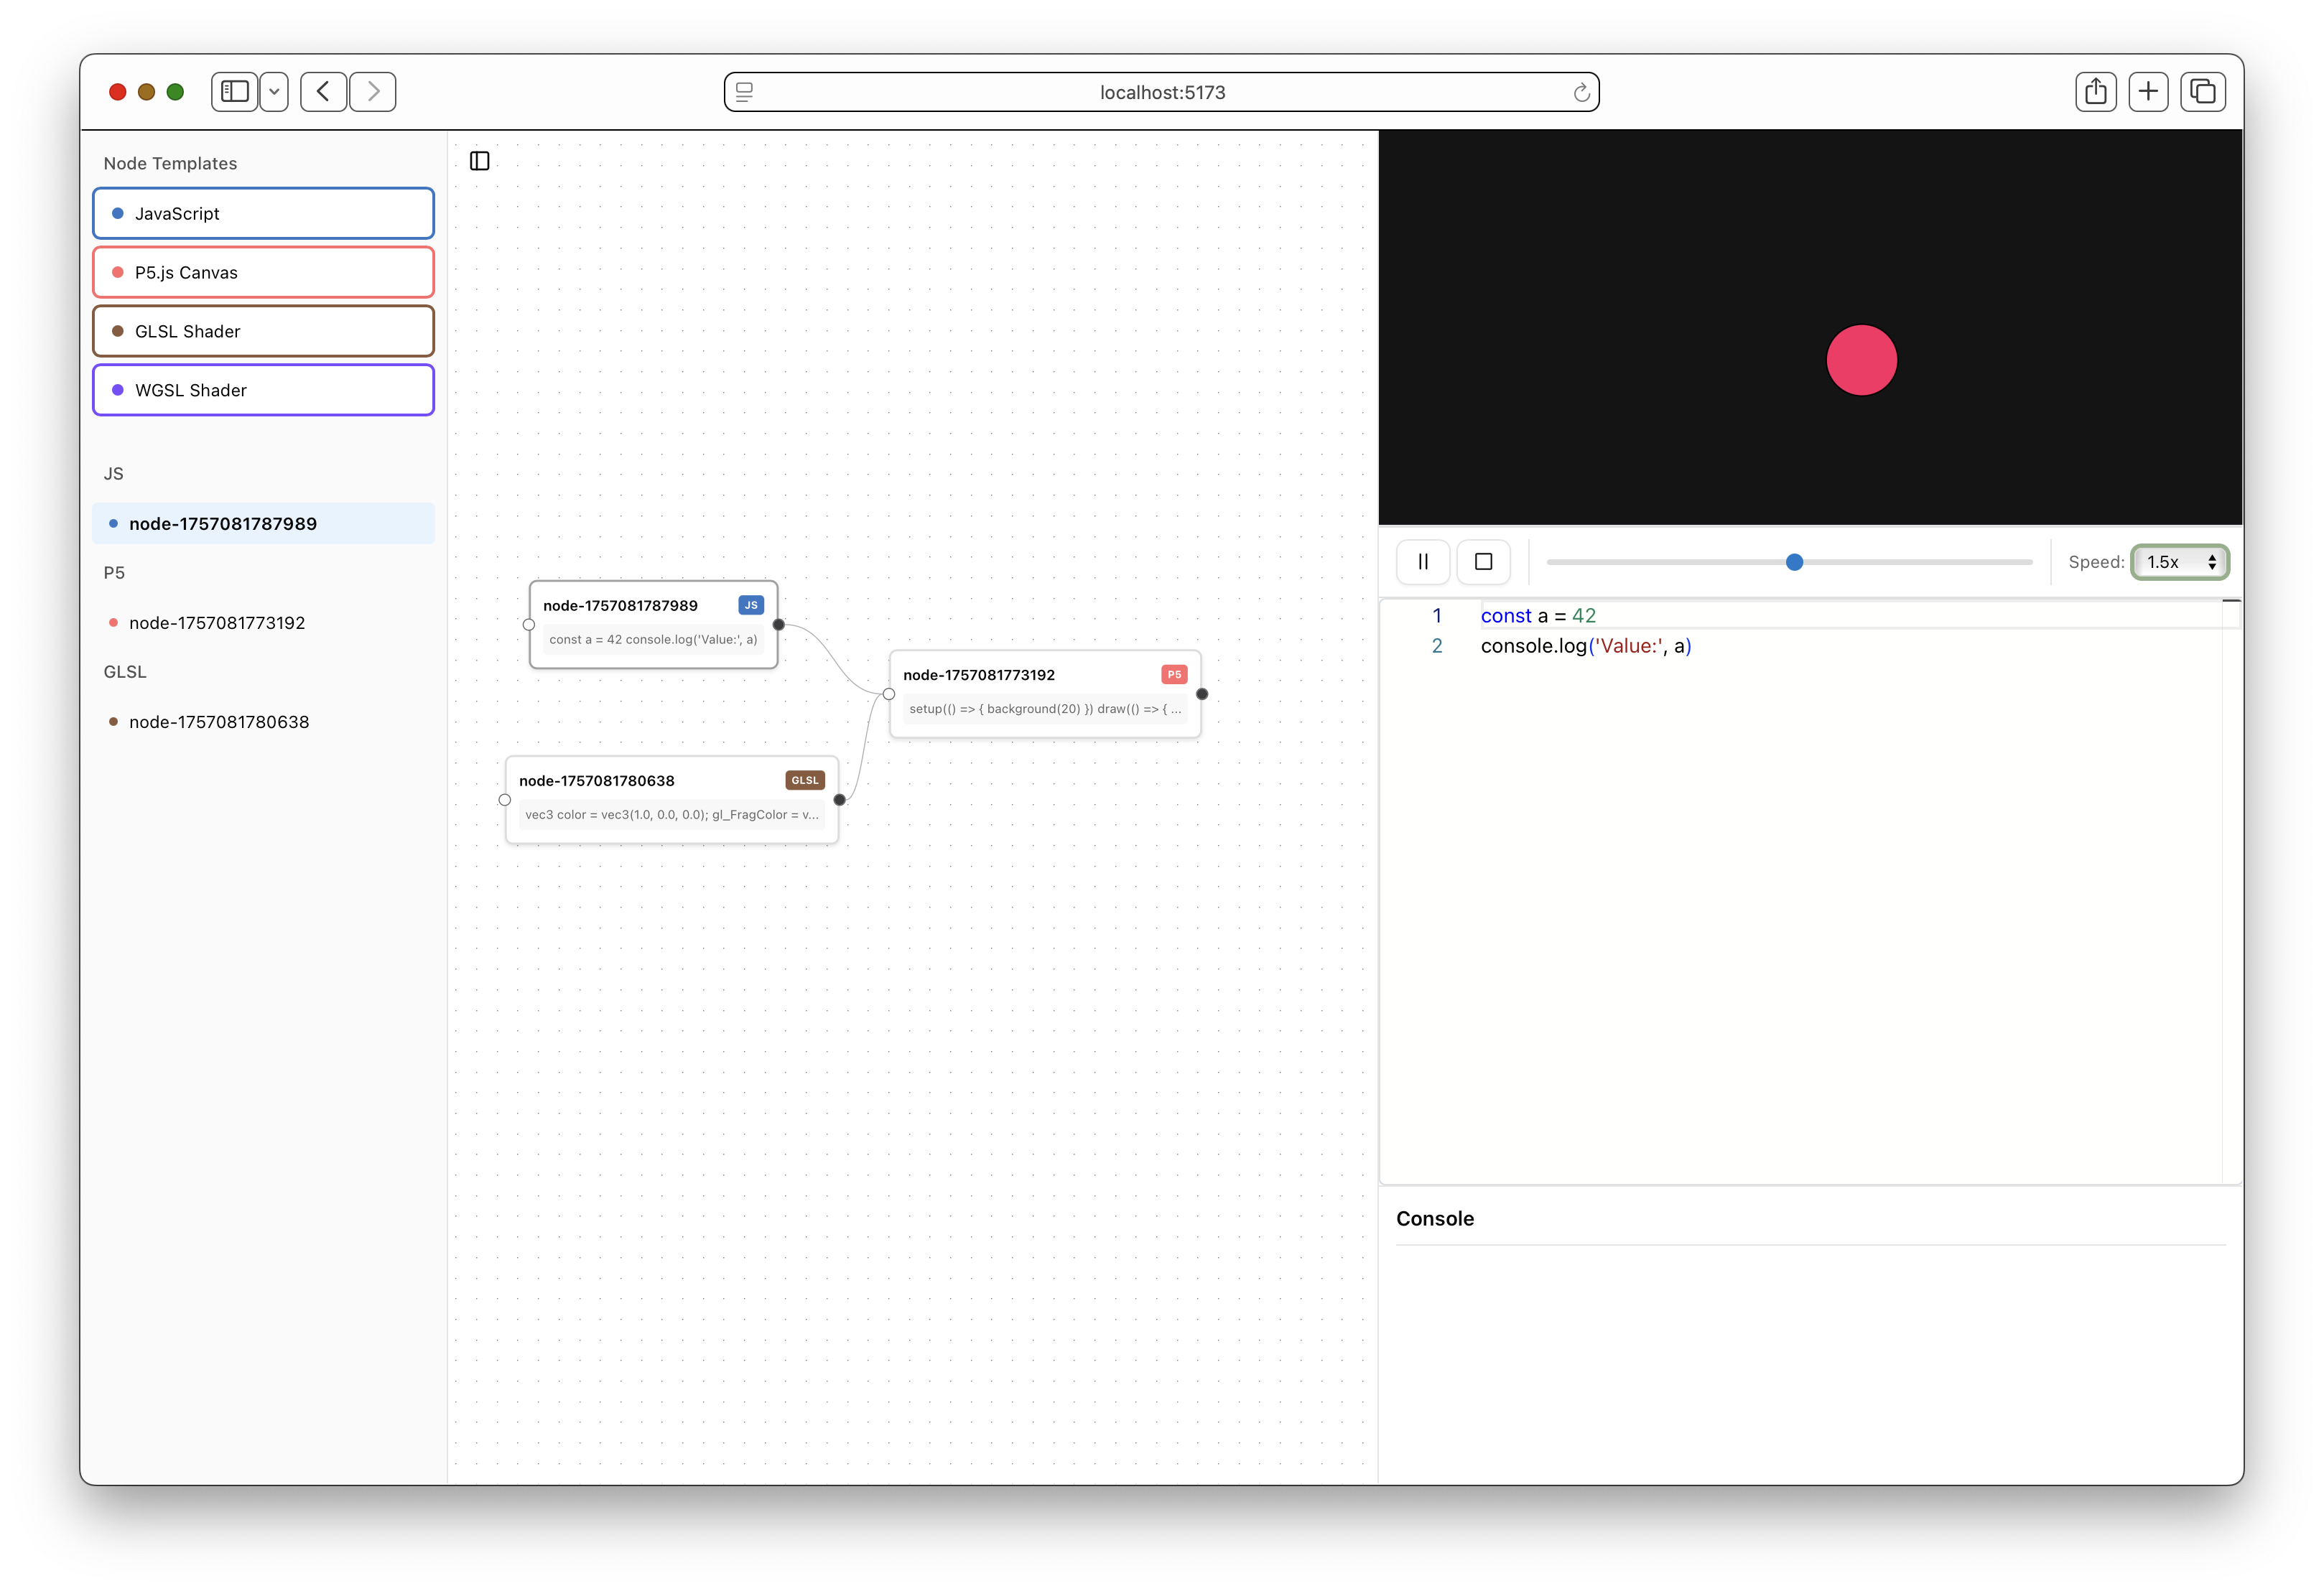 localhost:5173
Node Templates
JavaScript
P5.js Canvas
GLSL Shader
WGSL Shader
JS
node-1757081787989
P5
node-1757081773192
GLSL
node-1757081780638
node-1757081787989 JS
const a = 42 console.log('Value:', a)
node-1757081773192 P5
setup(() => { background(20) }) draw(() => { ...
node-1757081780638 GLSL
vec3 color = vec3(1.0, 0.0, 0.0); gl_FragColor = v...
Speed: 1.5x
1 const a = 42
2 console.log('Value:', a)
Console